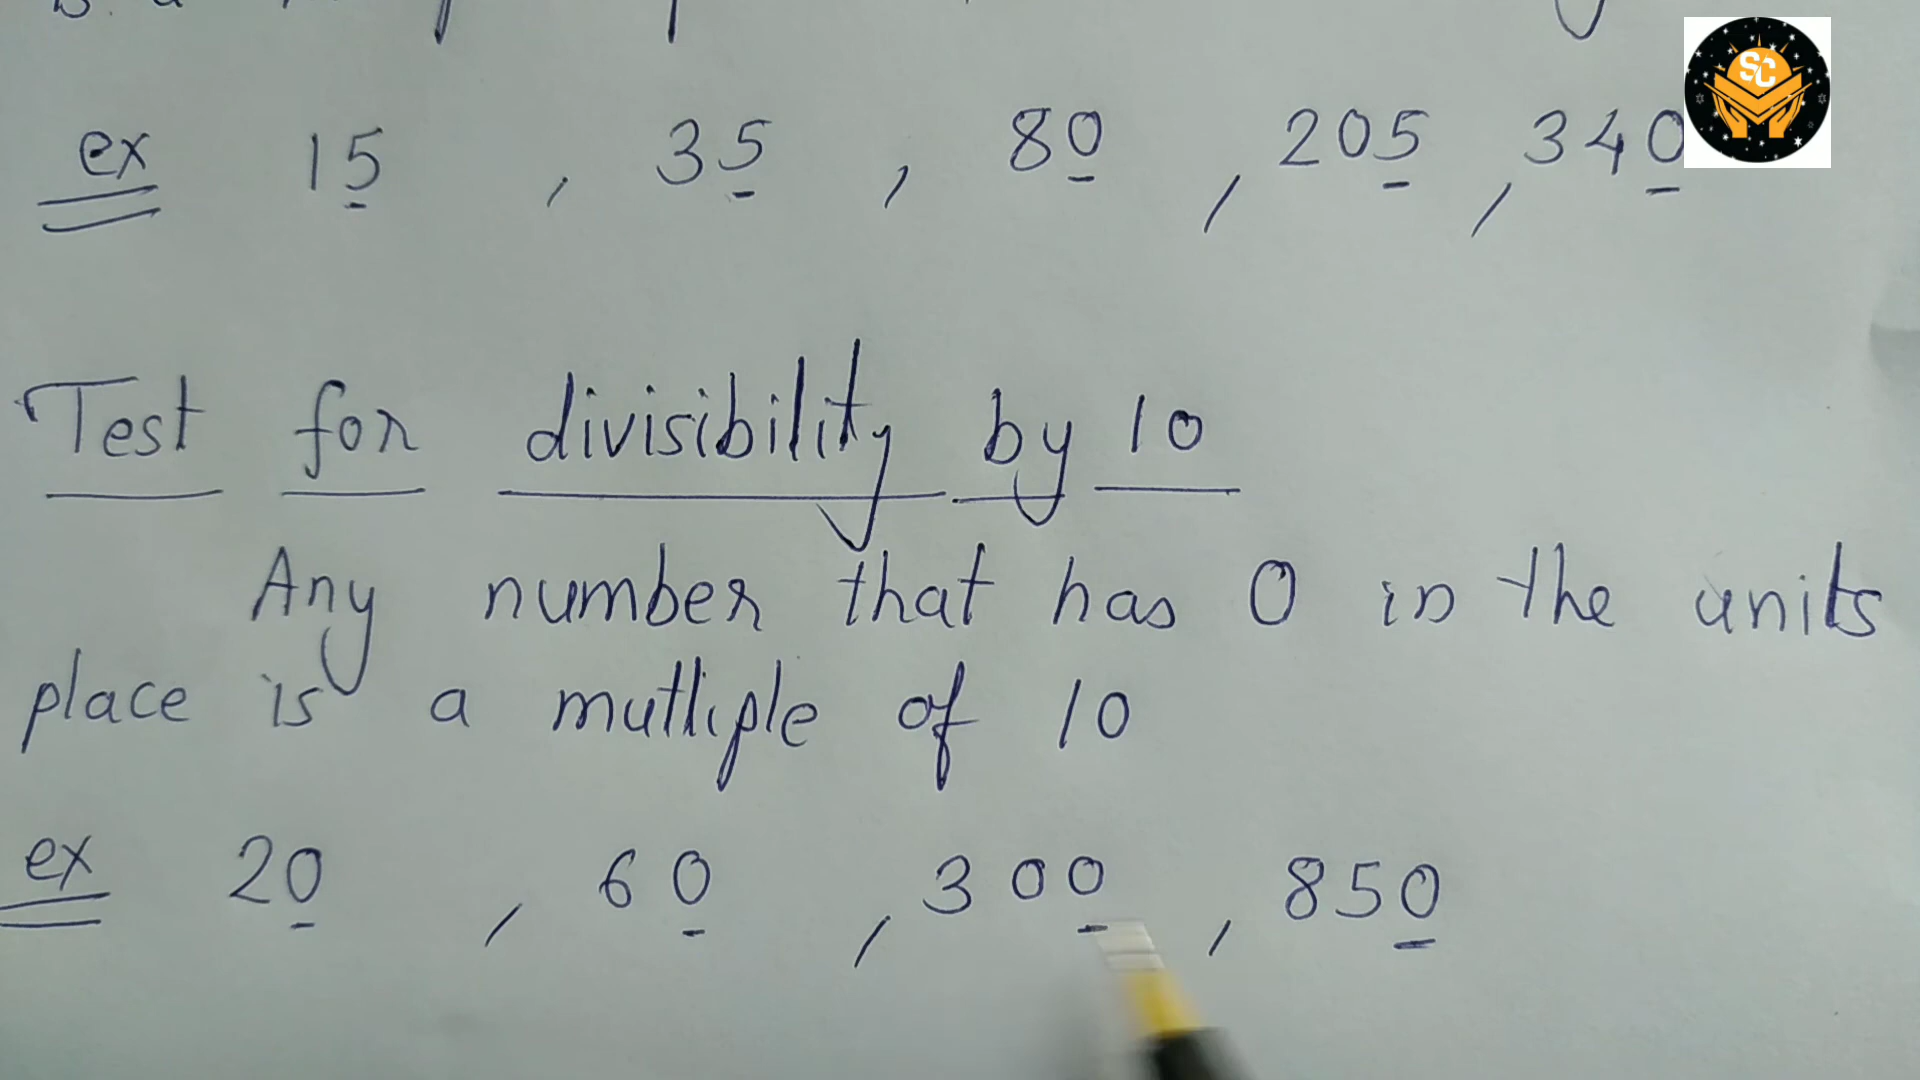 ex 15 , 35 , 80 , 205 , 340
SC
Test for divisibility by 10
Any number that has 0 in the units
place is a mutliple of 10
ex 20 , 60 , 300 , 850